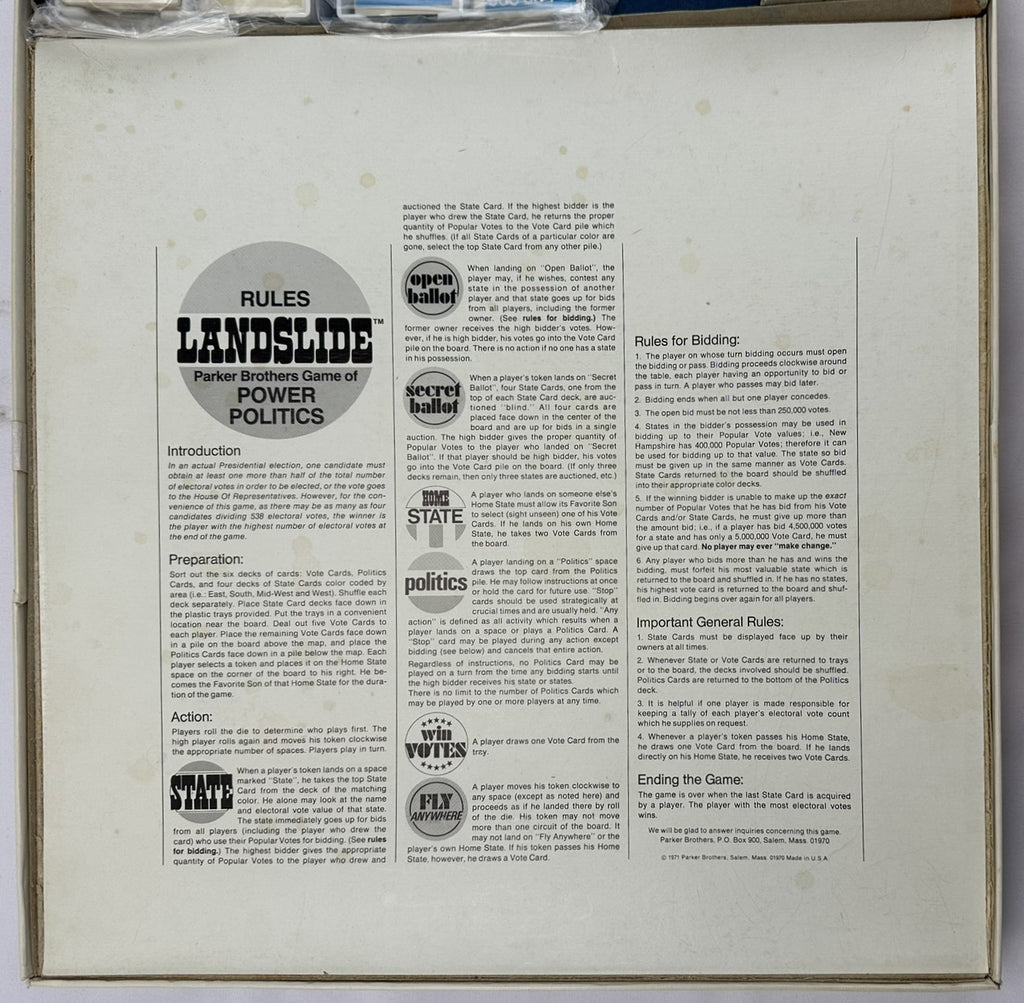 RULES
LANDSLIDE™
Parker Brothers Game of
POWER
POLITICS
Introduction
In an actual Presidential election, one candidate must
obtain at least one more than half of the total number
of electoral votes in order to be elected, or the vote goes
to the House Of Representatives. However, for the con-
venience of this game, as there may be as many as four
candidates dividing 538 electoral votes, the winner is
the player with the highest number of electoral votes at
the end of the game.
Preparation:
Sort out the six decks of cards: Vote Cards, Politics
Cards, and four decks of State Cards color coded by
area (i.e.: East, South, Mid-West and West). Shuffle each
deck separately. Place State Card decks face down in
the plastic trays provided. Put the trays in a convenient
location near the board. Deal out five Vote Cards to
each player. Place the remaining Vote Cards face down
in a pile on the board above the map, and place the
Politics Cards face down in a pile below the map. Each
player selects a token and places it on the Home State
space on the corner of the board to his right. He be-
comes the Favorite Son of that Home State for the dura-
tion of the game.
Action:
Players roll the die to determine who plays first. The
high player rolls again and moves his token clockwise
the appropriate number of spaces. Players play in turn.
STATE
When a player's token lands on a space
marked "State", he takes the top State
Card from the deck of the matching
color. He alone may look at the name
and electoral vote value of that state.
The state immediately goes up for bids
from all players (including the player who drew the
card) who use their Popular Votes for bidding. (See rules
for bidding.) The highest bidder gives the appropriate
quantity of Popular Votes to the player who drew and
auctioned the State Card. If the highest bidder is the
player who drew the State Card, he returns the proper
quantity of Popular Votes to the Vote Card pile which
he shuffles. (If all State Cards of a particular color are
gone, select the top State Card from any other pile.)
open
ballot
When landing on "Open Ballot", the
player may, if he wishes, contest any
state in the possession of another
player and that state goes up for bids
from all players, including the former
owner. (See rules for bidding.) The
former owner receives the high bidder's votes. How-
ever, if he is high bidder, his votes go into the Vote Card
pile on the board. There is no action if no one has a state
in his possession.
secret
ballot
When a player's token lands on "Secret
Ballot", four State Cards, one from the
top of each State Card deck, are auc-
tioned "blind." All four cards are
placed face down in the center of the
board and are up for bids in a single
auction. The high bidder gives the proper quantity of
Popular Votes to the player who landed on "Secret
Ballot". If that player should be high bidder, his votes
go into the Vote Card pile on the board. (If only three
decks remain, then only three states are auctioned, etc.)
HOME
STATE
A player who lands on someone else's
Home State must allow its Favorite Son
to select (sight unseen) one of his Vote
Cards. If he lands on his own Home
State, he takes two Vote Cards from
the board.
politics
A player landing on a "Politics" space
draws the top card from the Politics
pile. He may follow instructions at once
or hold the card for future use. "Stop"
cards should be used strategically at
crucial times and are usually held. "Any
action" is defined as all activity which results when a
player lands on a space or plays a Politics Card. A
"Stop" card may be played during any action except
bidding (see below) and cancels that entire action.
Regardless of instructions, no Politics Card may be
played on a turn from the time any bidding starts until
the high bidder receives his state or states.
There is no limit to the number of Politics Cards which
may be played by one or more players at any time.
win
VOTES
A player draws one Vote Card from the
tray.
FLY
ANYWHERE
A player moves his token clockwise to
any space (except as noted here) and
proceeds as if he landed there by roll
of the die. His token may not move
more than one circuit of the board. It
may not land on "Fly Anywhere" or the
player's own Home State. If his token passes his Home
State, however, he draws a Vote Card.
Rules for Bidding:
1. The player on whose turn bidding occurs must open
the bidding or pass. Bidding proceeds clockwise around
the table, each player having an opportunity to bid or
pass in turn. A player who passes may bid later.
2. Bidding ends when all but one player concedes.
3. The open bid must be not less than 250,000 votes.
4. States in the bidder's possession may be used in
bidding up to their Popular Vote values; i.e., New
Hampshire has 400,000 Popular Votes; therefore it can
be used for bidding up to that value. The state so bid
must be given up in the same manner as Vote Cards.
State Cards returned to the board should be shuffled
into their appropriate color decks.
5. If the winning bidder is unable to make up the exact
number of Popular Votes that he has bid from his Vote
Cards and/or State Cards, he must give up more than
the amount bid; i.e., if a player has bid 4,500,000 votes
for a state and has only a 5,000,000 Vote Card, he must
give up that card. No player may ever "make change."
6 Any player who bids more than he has and wins the
bidding, must forfeit his most valuable state which is
returned to the board and shuffled in. If he has no states,
his highest vote card is returned to the board and shuf-
fled in. Bidding begins over again for all players.
Important General Rules:
1. State Cards must be displayed face up by their
owners at all times.
2. Whenever State or Vote Cards are returned to trays
or to the board, the decks involved should be shuffled.
Politics Cards are returned to the bottom of the Politics
deck.
3. It is helpful if one player is made responsible for
keeping a tally of each player's electoral vote count
which he supplies on request.
4. Whenever a player's token passes his Home State,
he draws one Vote Card from the board. If he lands
directly on his Home State, he receives two Vote Cards.
Ending the Game:
The game is over when the last State Card is acquired
by a player. The player with the most electoral votes
wins.
We will be glad to answer inquiries concerning this game.
Parker Brothers, P.O. Box 900, Salem, Mass. 01970
© 1971 Parker Brothers, Salem, Mass. 01970 Made in U.S.A.